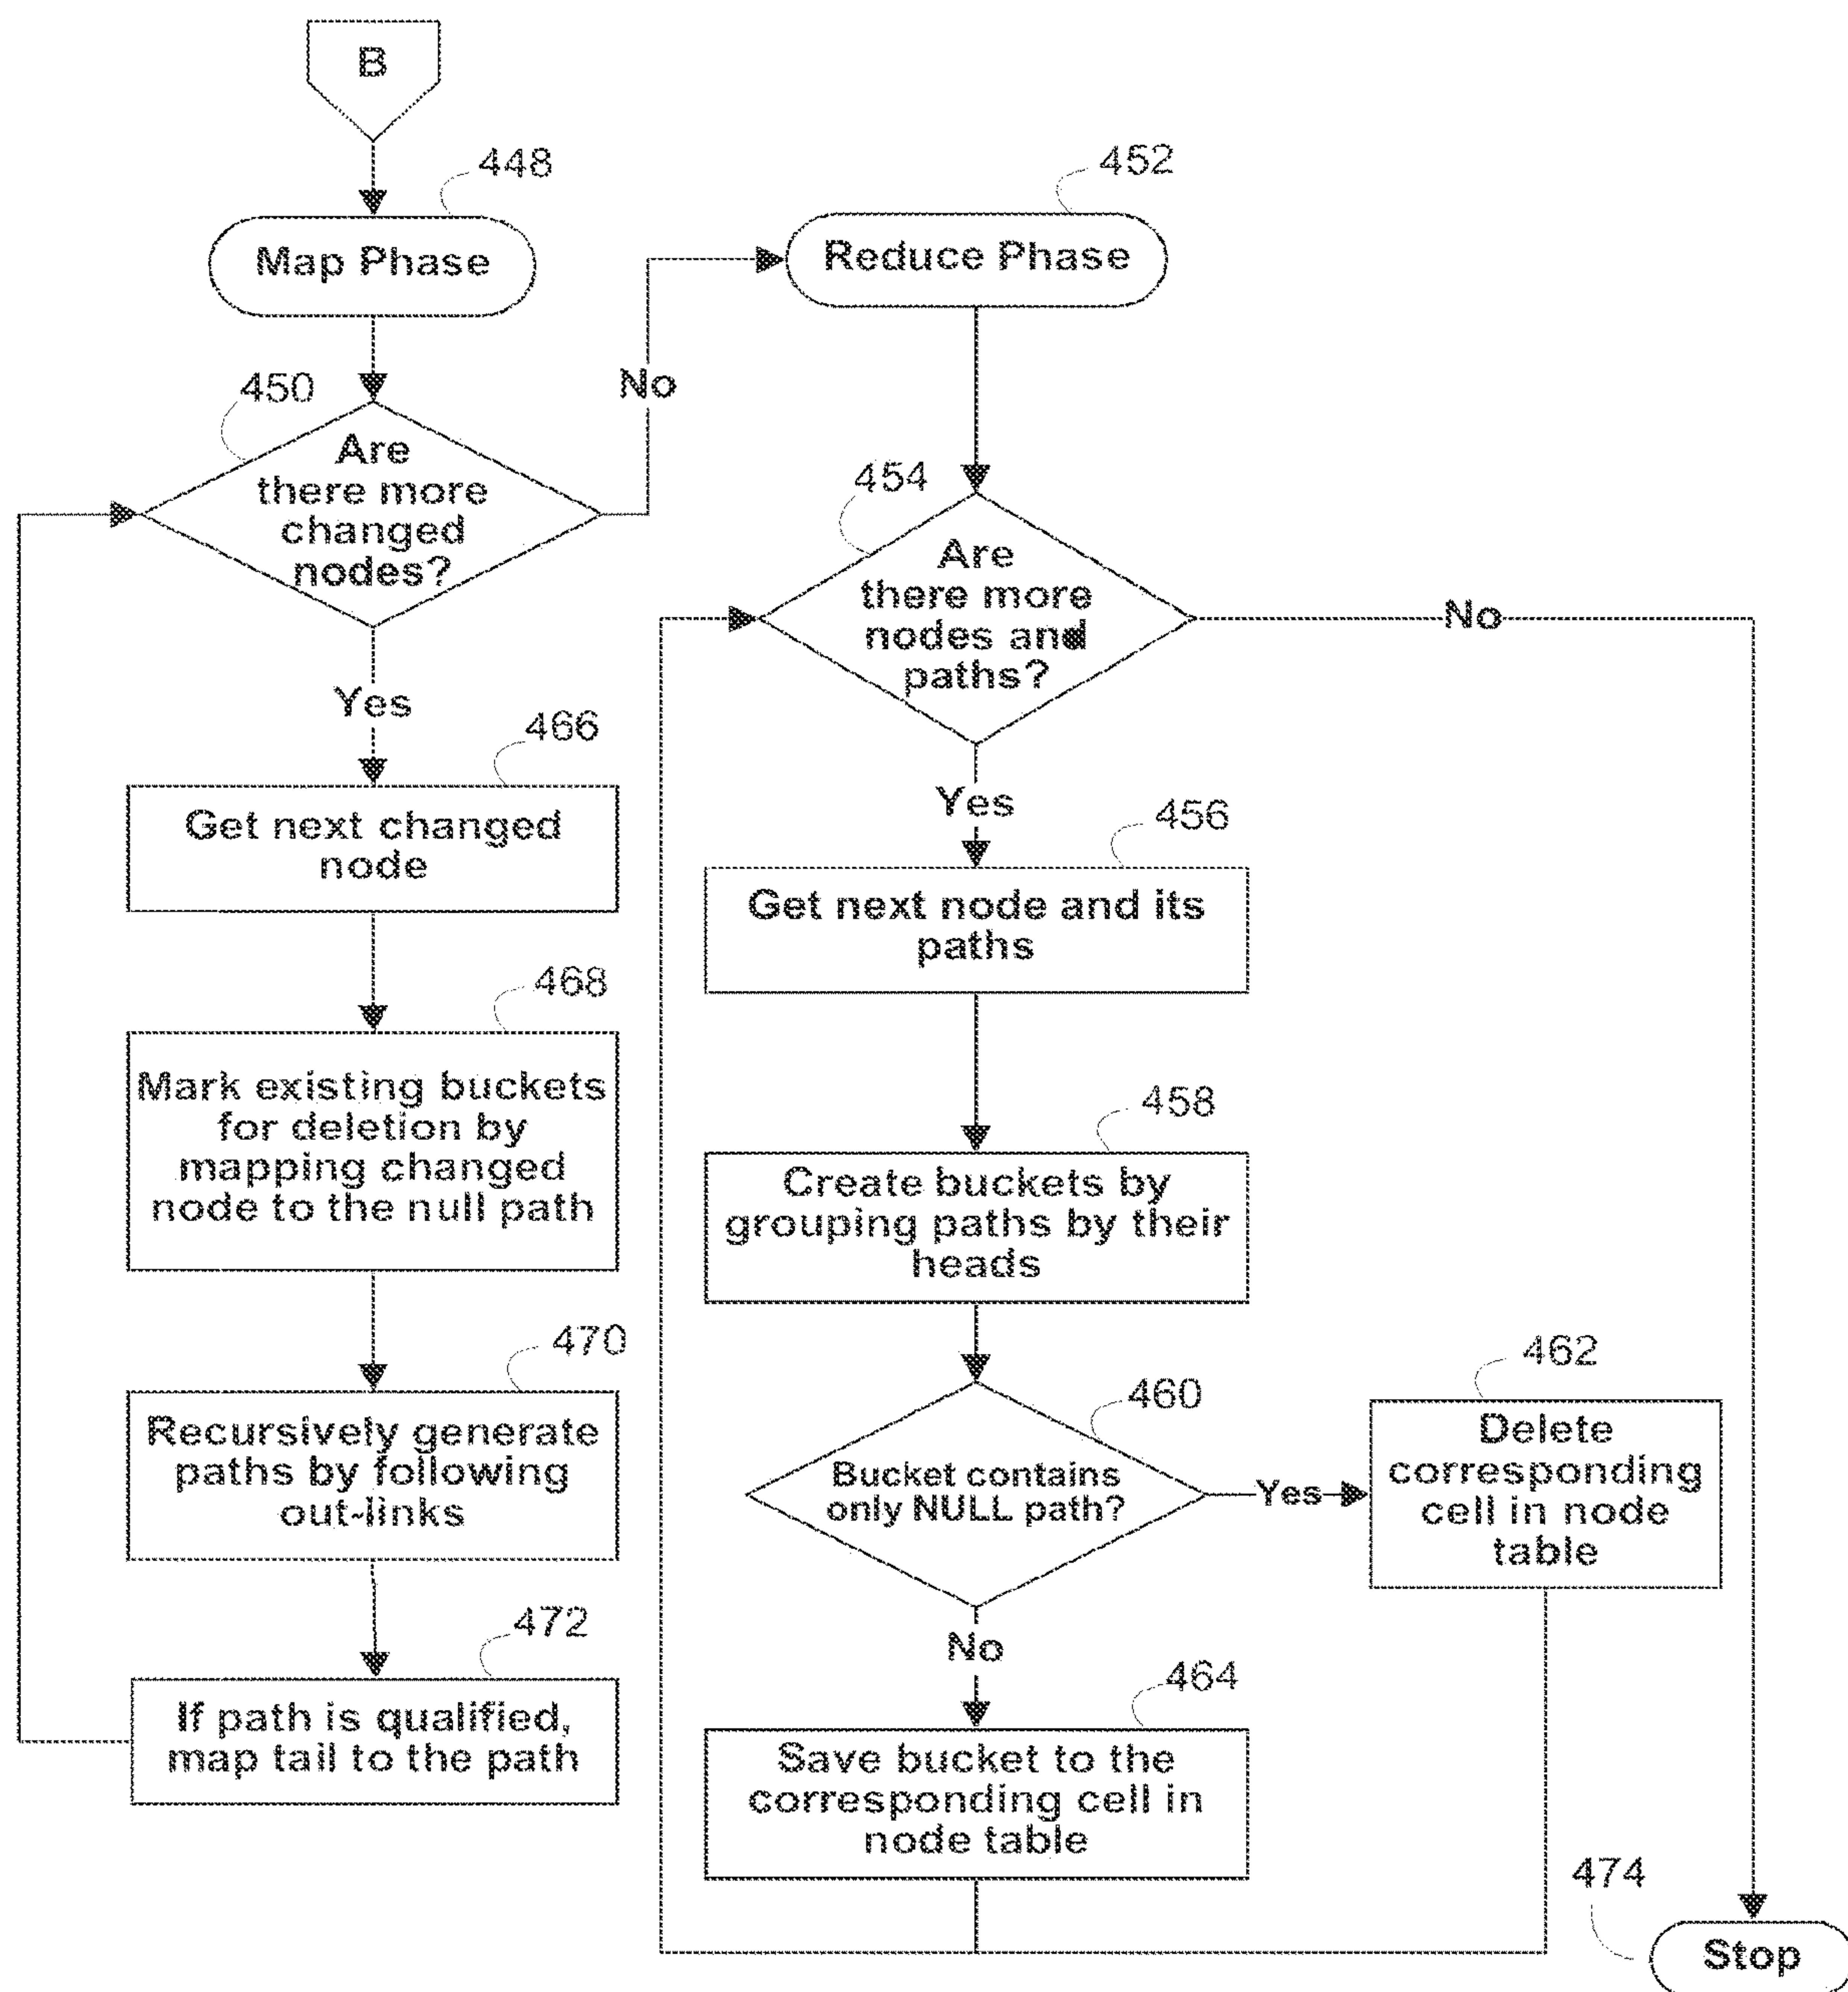 B
448
Map Phase
450
Are
there more
changed
nodes?
No
Yes
466
Get next changed
node
468
Mark existing buckets
for deletion by
mapping changed
node to the null path
470
Recursively generate
paths by following
out-links
472
If path is qualified,
map tail to the path
452
Reduce Phase
454
Are
there more
nodes and
paths?
No
Yes
456
Get next node and its
paths
458
Create buckets by
grouping paths by their
heads
460
Bucket contains
only NULL path?
Yes
462
Delete
corresponding
cell in node
table
No
464
Save bucket to the
corresponding cell in
node table
474
Stop